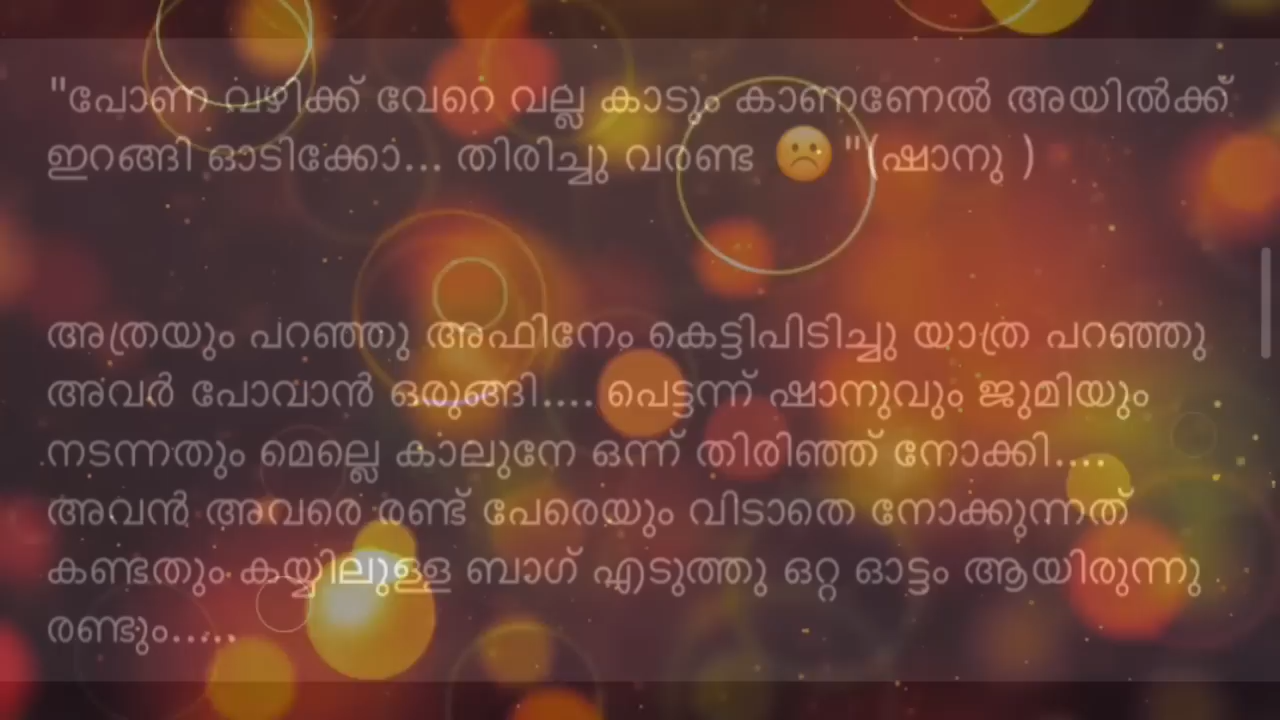 "പോണ വഴിക്ക് വേറെ വല്ല കാടും കാണണേൽ അയിൽക്ക്
ഇറങ്ങി ഓടിക്കോ... തിരിച്ചു വരണ്ട ☹️ "(ഷാനു )
അത്രയും പറഞ്ഞു അഫിനേം കെട്ടിപിടിച്ചു യാത്ര പറഞ്ഞു
അവർ പോവാൻ ഒരുങ്ങി.... പെട്ടന്ന് ഷാനുവും ജുമിയും
നടന്നതും മെല്ലെ കാലുനേ ഒന്ന് തിരിഞ്ഞ് നോക്കി....
അവൻ അവരെ രണ്ട് പേരെയും വിടാതെ നോക്കുന്നത്
കണ്ടതും കയ്യിലുള്ള ബാഗ് എടുത്തു ഒറ്റ ഓട്ടം ആയിരുന്നു
രണ്ടും.....